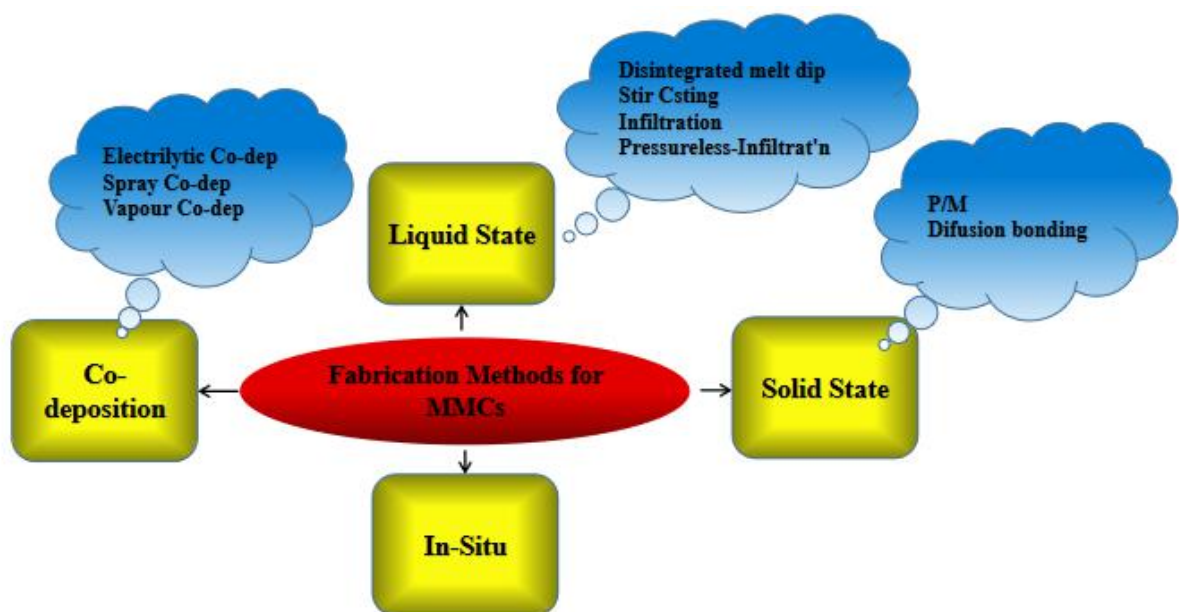 Disintegrated melt dip
Stir Csting
Infiltration
Pressureless-Infiltrat'n
Electrilytic Co-dep
Spray Co-dep
Vapour Co-dep
P/M
Difusion bonding
Liquid State
Co-
deposition
Fabrication Methods for
MMCs
Solid State
In-Situ